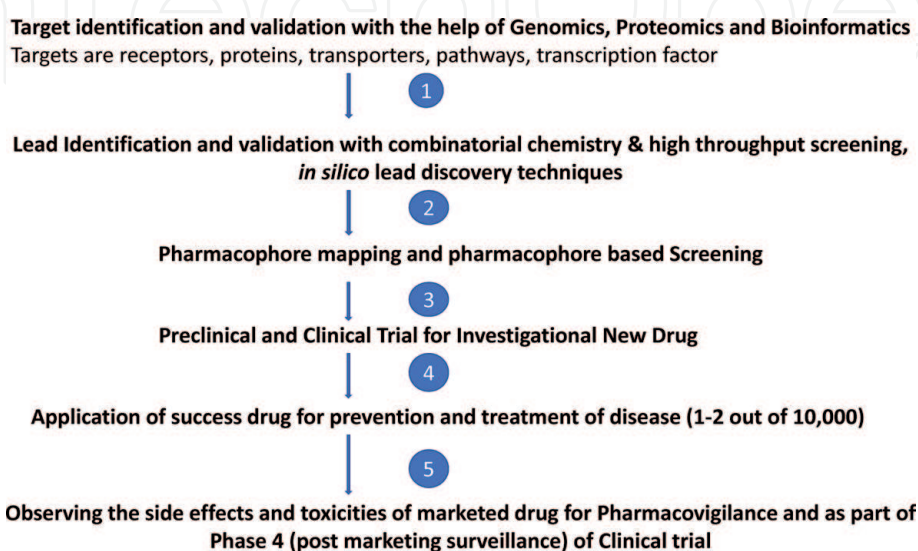 Target identification and validation with the help of Genomics, Proteomics and Bioinformatics
Targets are receptors, proteins, transporters, pathways, transcription factor
1
Lead Identification and validation with combinatorial chemistry & high throughput screening,
in silico lead discovery techniques
2
Pharmacophore mapping and pharmacophore based Screening
3
Preclinical and Clinical Trial for Investigational New Drug
4
Application of success drug for prevention and treatment of disease (1-2 out of 10,000)
5
Observing the side effects and toxicities of marketed drug for Pharmacovigilance and as part of
Phase 4 (post marketing surveillance) of Clinical trial